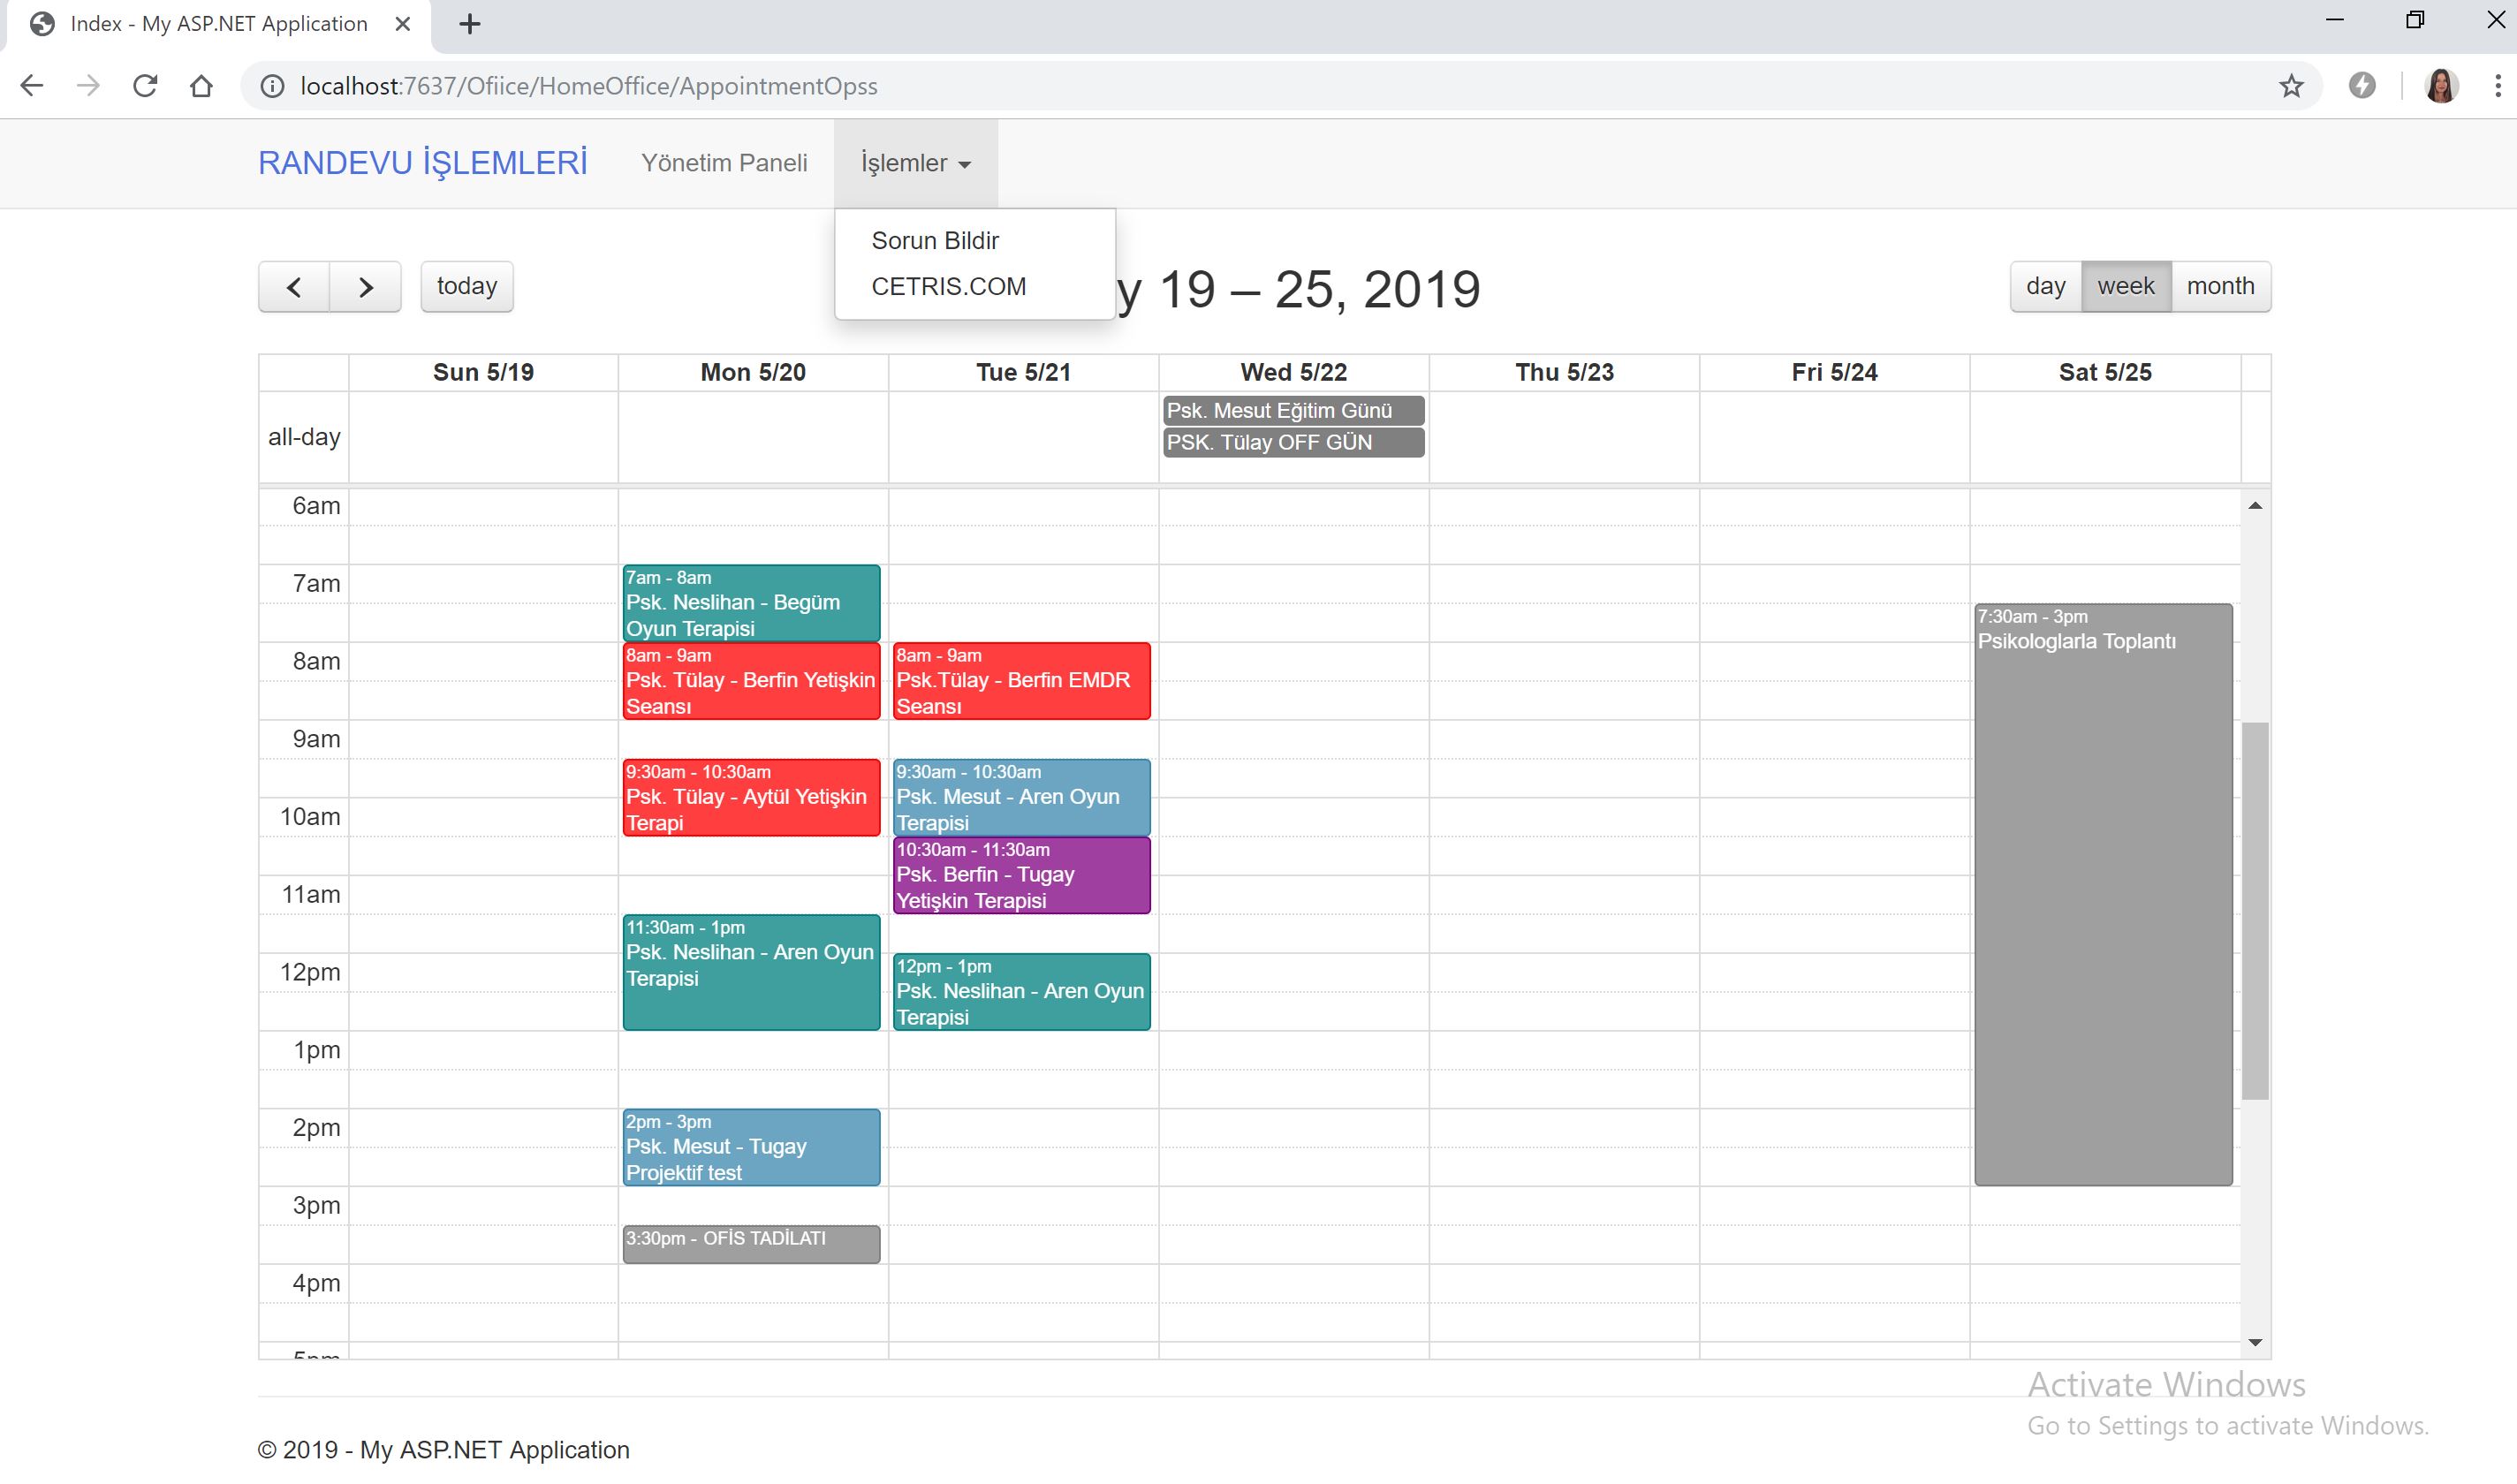 Index - My ASP.NET Application
localhost:7637/Ofiice/HomeOffice/AppointmentOpss
RANDEVU İŞLEMLERİ Yönetim Paneli İşlemler
Sorun Bildir
CETRIS.COM
today
y 19 – 25, 2019
day week month
Sun 5/19 Mon 5/20 Tue 5/21 Wed 5/22 Thu 5/23 Fri 5/24 Sat 5/25
all-day
Psk. Mesut Eğitim Günü
PSK. Tülay OFF GÜN
6am
7am
8am
9am
10am
11am
12pm
1pm
2pm
3pm
4pm
5pm
7am - 8am
Psk. Neslihan - Begüm
Oyun Terapisi
8am - 9am
Psk. Tülay - Berfin Yetişkin
Seansı
9:30am - 10:30am
Psk. Tülay - Aytül Yetişkin
Terapi
11:30am - 1pm
Psk. Neslihan - Aren Oyun
Terapisi
2pm - 3pm
Psk. Mesut - Tugay
Projektif test
3:30pm - OFİS TADİLATI
8am - 9am
Psk.Tülay - Berfin EMDR
Seansı
9:30am - 10:30am
Psk. Mesut - Aren Oyun
Terapisi
10:30am - 11:30am
Psk. Berfin - Tugay
Yetişkin Terapisi
12pm - 1pm
Psk. Neslihan - Aren Oyun
Terapisi
7:30am - 3pm
Psikologlarla Toplantı
Activate Windows
Go to Settings to activate Windows.
© 2019 - My ASP.NET Application